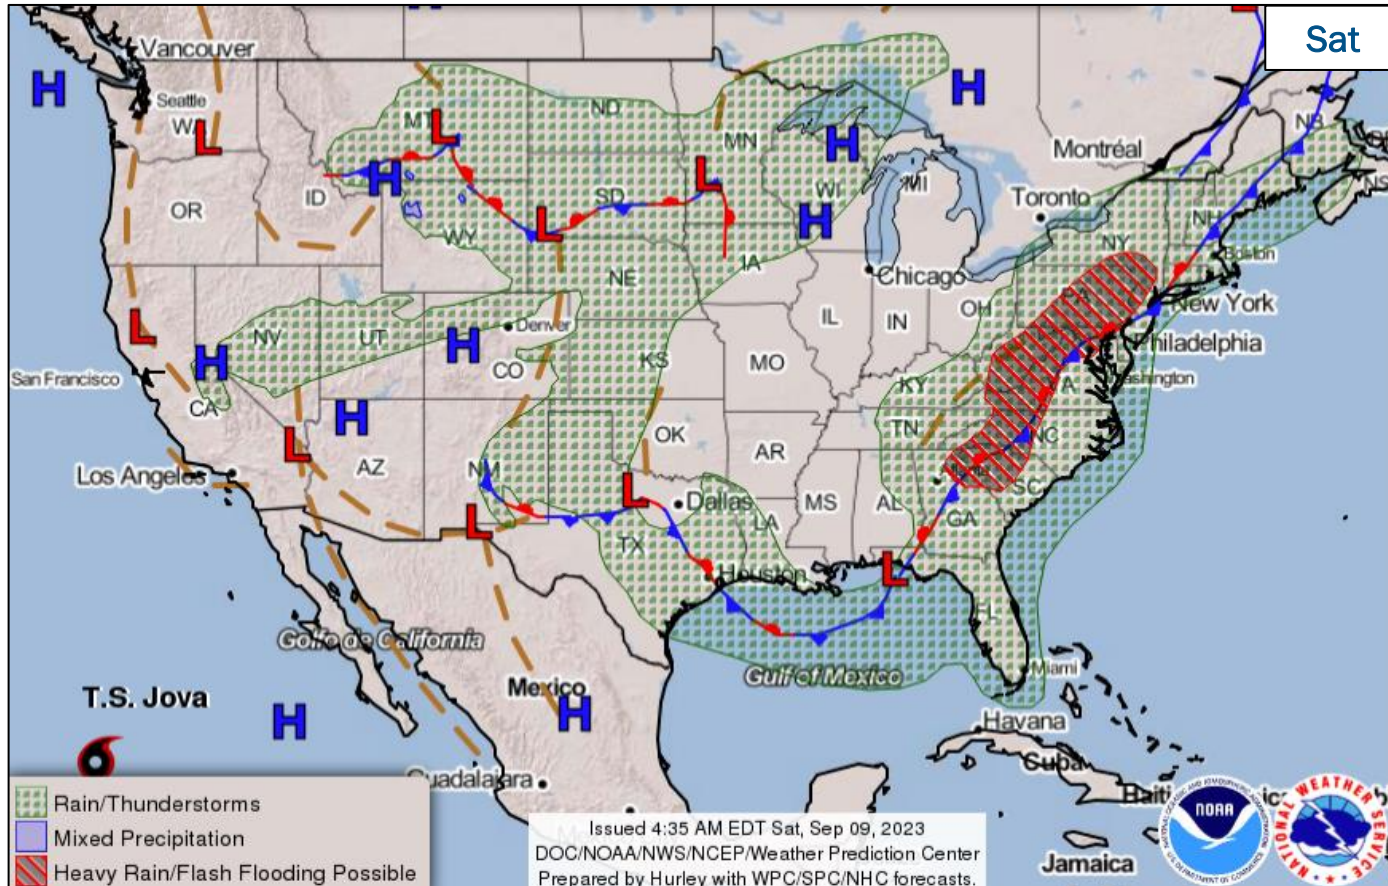 Sat
Vancouver
Seattle
L
H
H
MT
L
ND
MN
H
Montréal
NB
NS
OR
ID
H
SD
L
WI
MI
Toronto
NH
WY
L
H
NY
Boston
NE
IA
Chicago
PA
New York
L
NV
UT
H
Denver
IL
IN
OH
Philadelphia
San Francisco
H
CO
KS
MO
KY
Washington
CA
H
TN
OK
AR
NC
L
Los Angeles
AZ
NM
Atlanta
L
Dallas
MS
AL
SC
L
LA
GA
TX
Houston
L
FL
Golfo de California
Miami
Gulf of Mexico
T.S. Jova
H
Mexico
H
Havana
Cuba
Guadalajara
Haiti
Jamaica
Rain/Thunderstorms
Mixed Precipitation
Heavy Rain/Flash Flooding Possible
Issued 4:35 AM EDT Sat, Sep 09, 2023
DOC/NOAA/NWS/NCEP/Weather Prediction Center
Prepared by Hurley with WPC/SPC/NHC forecasts.
NOAA
NATIONAL WEATHER SERVICE